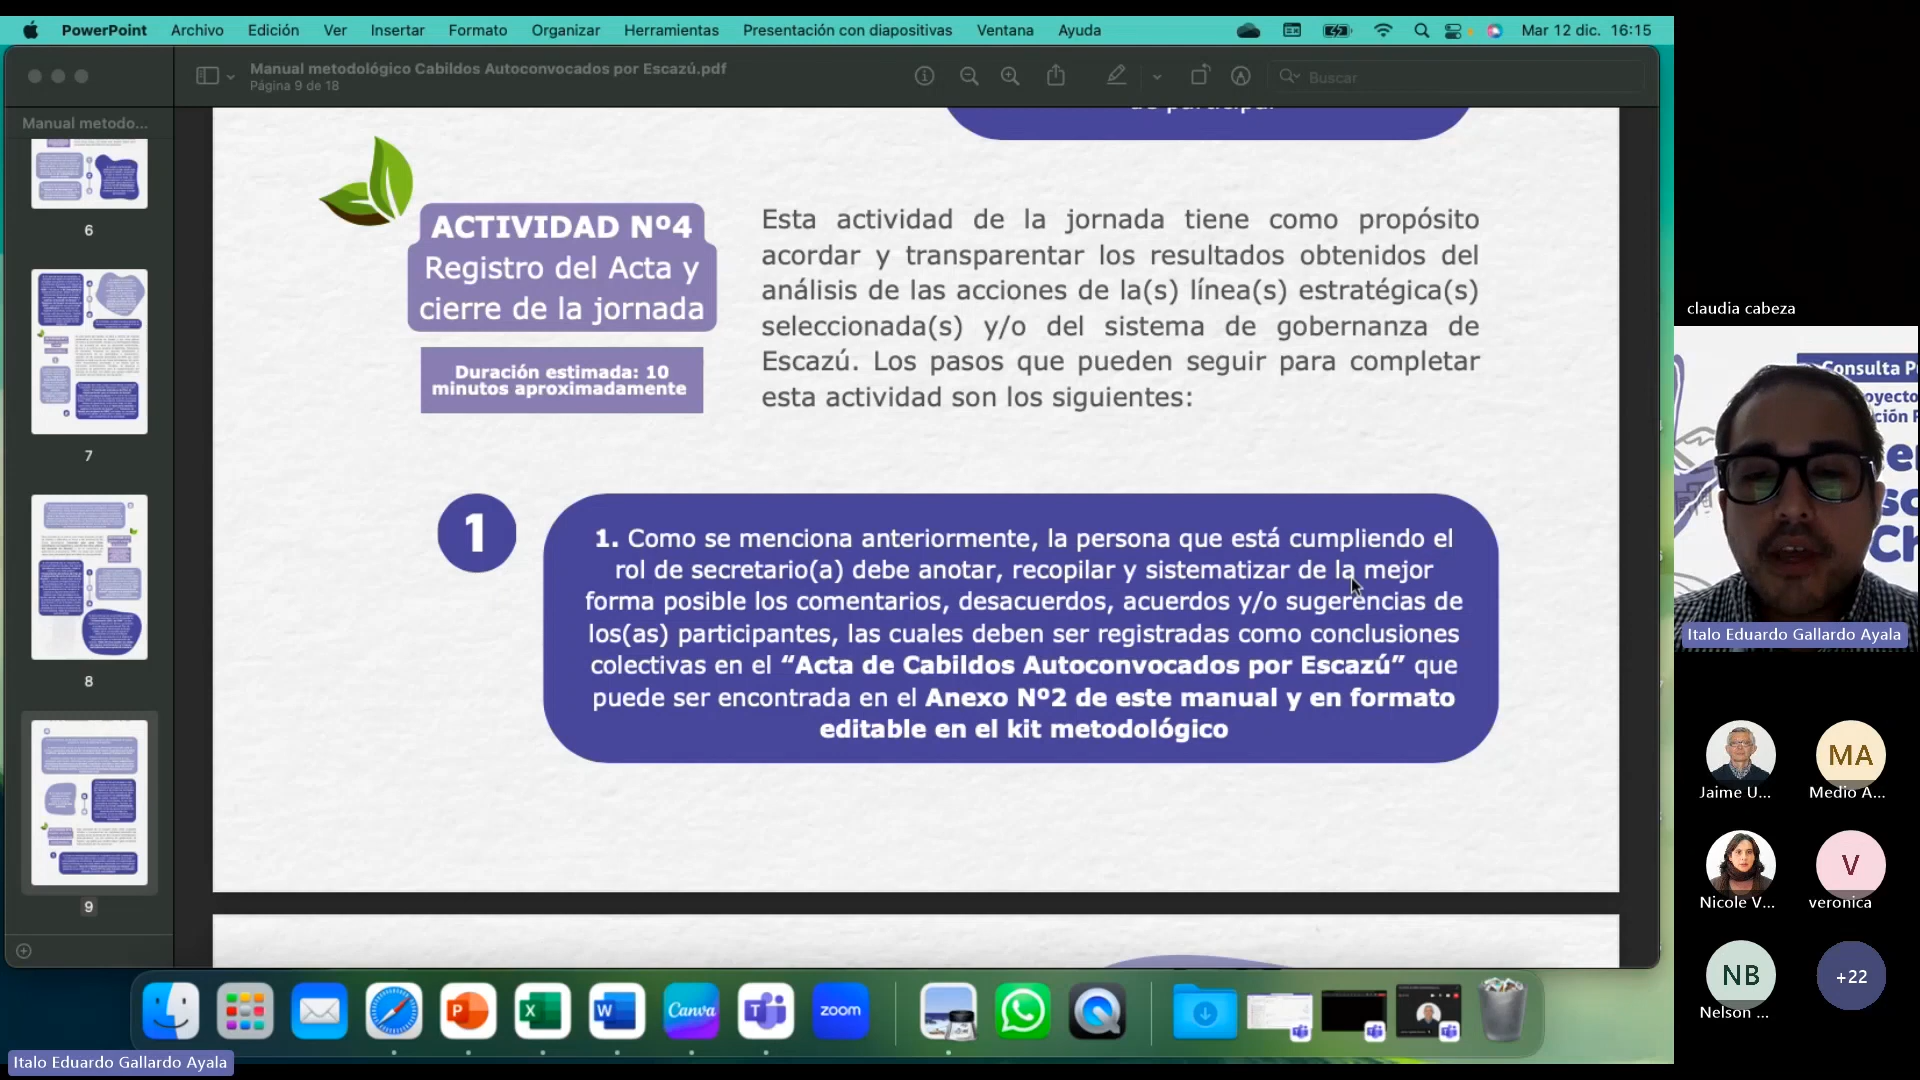 PowerPoint Archivo Edición Ver Insertar Formato Organizar Herramientas Presentación con diapositivas Ventana Ayuda Mar 12 dic. 16:15
Manual metodológico Cabildos Autoconvocados por Escazú.pdf
Página 9 de 18
Buscar
Manual metodo...
6
7
8
9
de participar
ACTIVIDAD Nº4
Registro del Acta y
cierre de la jornada
Duración estimada: 10
minutos aproximadamente
Esta actividad de la jornada tiene como propósito
acordar y transparentar los resultados obtenidos del
análisis de las acciones de la(s) línea(s) estratégica(s)
seleccionada(s) y/o del sistema de gobernanza de
Escazú. Los pasos que pueden seguir para completar
esta actividad son los siguientes:
1
1. Como se menciona anteriormente, la persona que está cumpliendo el
rol de secretario(a) debe anotar, recopilar y sistematizar de la mejor
forma posible los comentarios, desacuerdos, acuerdos y/o sugerencias de
los(as) participantes, las cuales deben ser registradas como conclusiones
colectivas en el “Acta de Cabildos Autoconvocados por Escazú” que
puede ser encontrada en el Anexo Nº2 de este manual y en formato
editable en el kit metodológico
Canva
zoom
Italo Eduardo Gallardo Ayala
claudia cabeza
Consulta
Italo Eduardo Gallardo Ayala
Jaime U...
MA
Medio A...
Nicole V...
V
veronica
NB
Nelson ...
+22